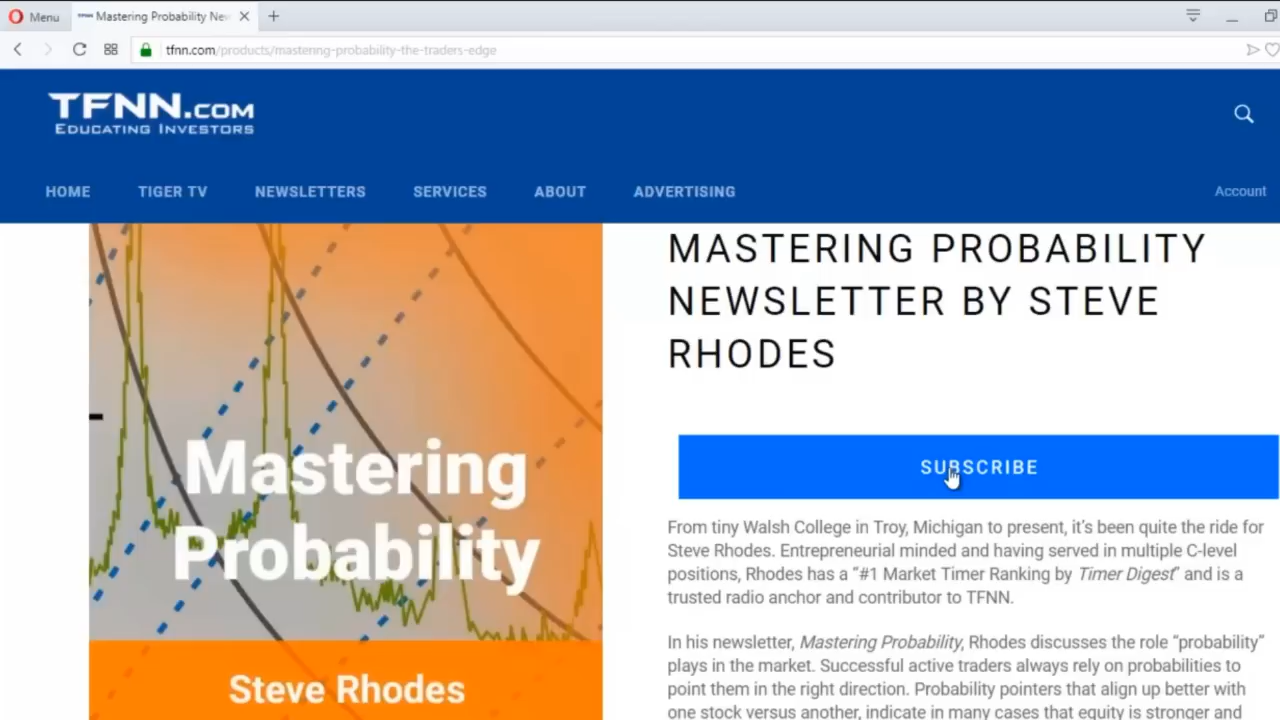 Menu
Mastering Probability New
tfnn.com/products/mastering-probability-the-traders-edge
TFNN.COM
EDUCATING INVESTORS
HOME TIGER TV NEWSLETTERS SERVICES ABOUT ADVERTISING Account
MASTERING PROBABILITY
NEWSLETTER BY STEVE
RHODES
Mastering
Probability
Steve Rhodes
SUBSCRIBE
From tiny Walsh College in Troy, Michigan to present, it's been quite the ride for
Steve Rhodes. Entrepreneurial minded and having served in multiple C-level
positions, Rhodes has a “#1 Market Timer Ranking by Timer Digest” and is a
trusted radio anchor and contributor to TFNN.
In his newsletter, Mastering Probability, Rhodes discusses the role “probability”
plays in the market. Successful active traders always rely on probabilities to
point them in the right direction. Probability pointers that align up better with
one stock versus another, indicate in many cases that equity is stronger and